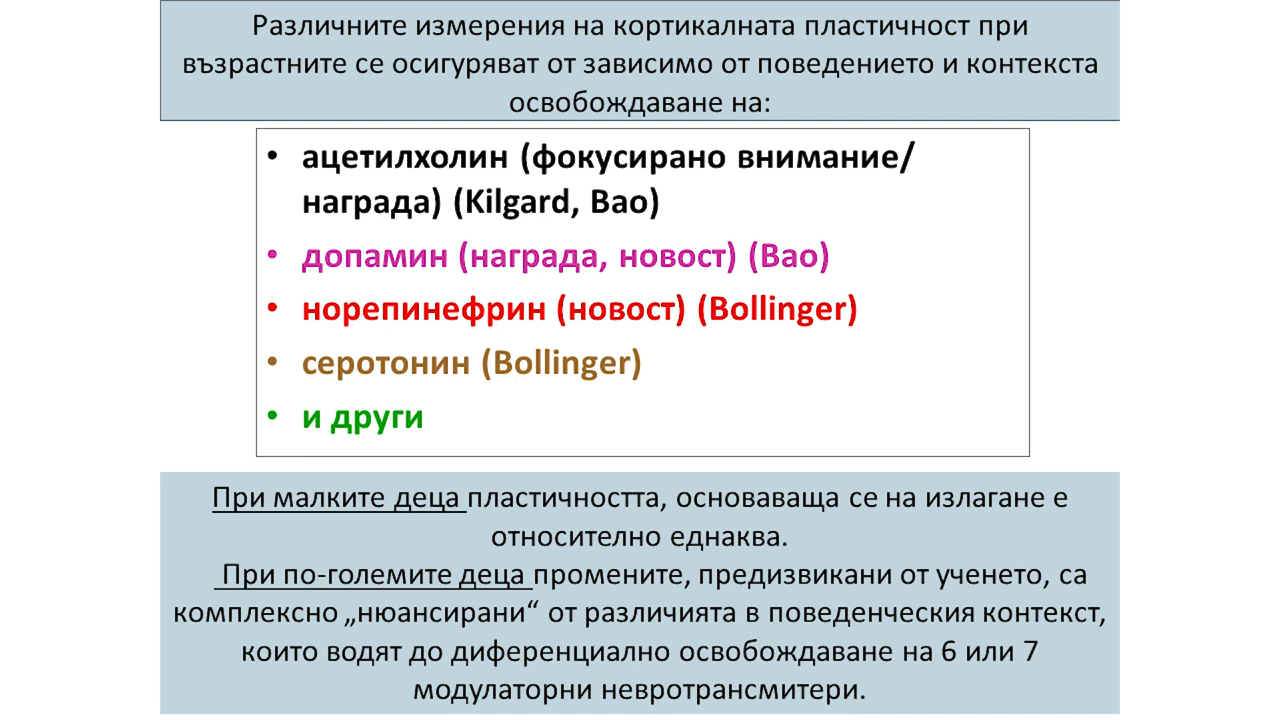 Различните измерения на кортикалната пластичност при
възрастните се осигуряват от зависимо от поведението и контекста
освобождаване на:
• ацетилхолин (фокусирано внимание/
награда) (Kilgard, Bao)
• допамин (награда, новост) (Bao)
• норепинефрин (новост) (Bollinger)
• серотонин (Bollinger)
• и други
При малките деца пластичността, основаваща се на излагане е
относително еднаква.
При по-големите деца промените, предизвикани от ученето, са
комплексно „нюансирани“ от различията в поведенческия контекст,
които водят до диференциално освобождаване на 6 или 7
модулаторни невротрансмитери.